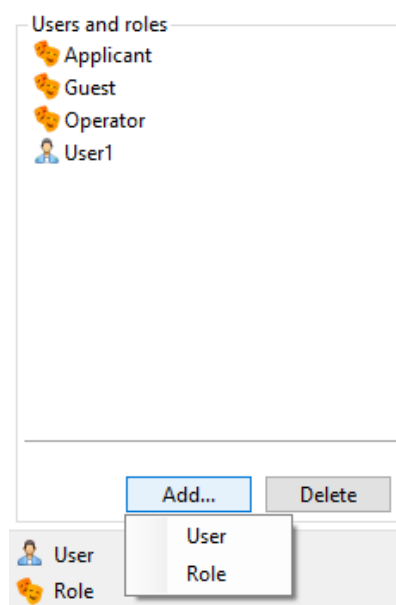 Users and roles
Applicant
Guest
Operator
User1
Add... Delete
User
Role
User
Role